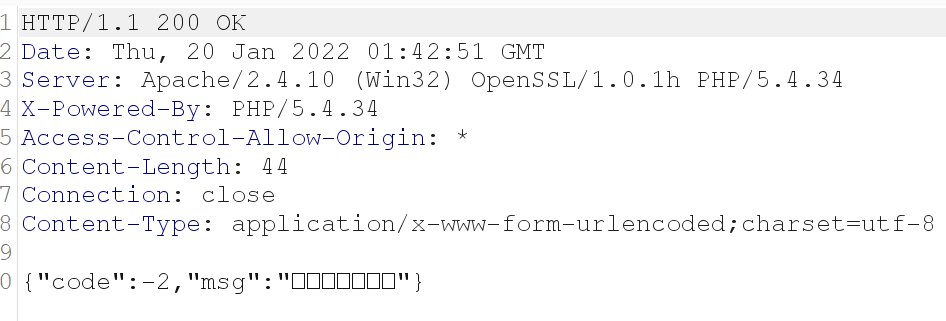 1 HTTP/1.1 200 OK
2 Date: Thu, 20 Jan 2022 01:42:51 GMT
3 Server: Apache/2.4.10 (Win32) OpenSSL/1.0.1h PHP/5.4.34
4 X-Powered-By: PHP/5.4.34
5 Access-Control-Allow-Origin: *
6 Content-Length: 44
7 Connection: close
8 Content-Type: application/x-www-form-urlencoded;charset=utf-8
9
0 {"code":-2,"msg":"□□□□□□□"}